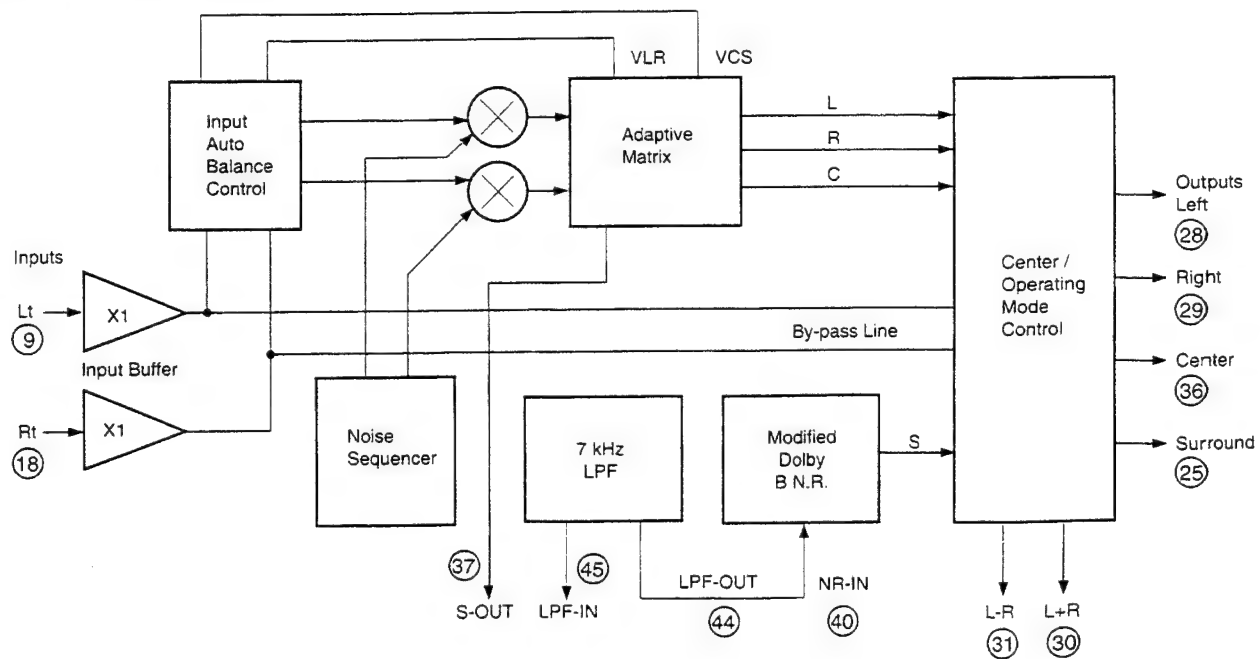 VLR
VCS
Input
Auto
Balance
Control
Adaptive
Matrix
L
R
C
Center /
Operating
Mode
Control
Outputs
Left
28
Right
29
Center
36
Surround
25
Inputs
Lt
9
X1
Input Buffer
Rt
18
X1
By-pass Line
Noise
Sequencer
7 kHz
LPF
Modified
Dolby
B N.R.
S
37
S-OUT
45
LPF-IN
LPF-OUT
44
NR-IN
40
L-R
31
L+R
30